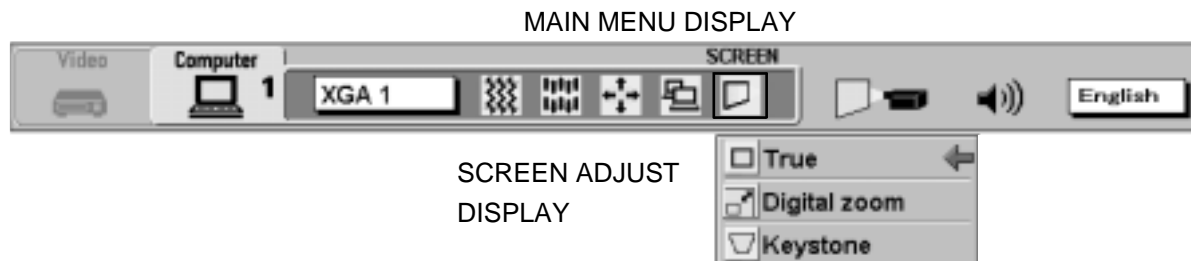 MAIN MENU DISPLAY
Video
Computer
SCREEN
1
XGA 1
English
SCREEN ADJUST
DISPLAY
True
Digital zoom
Keystone